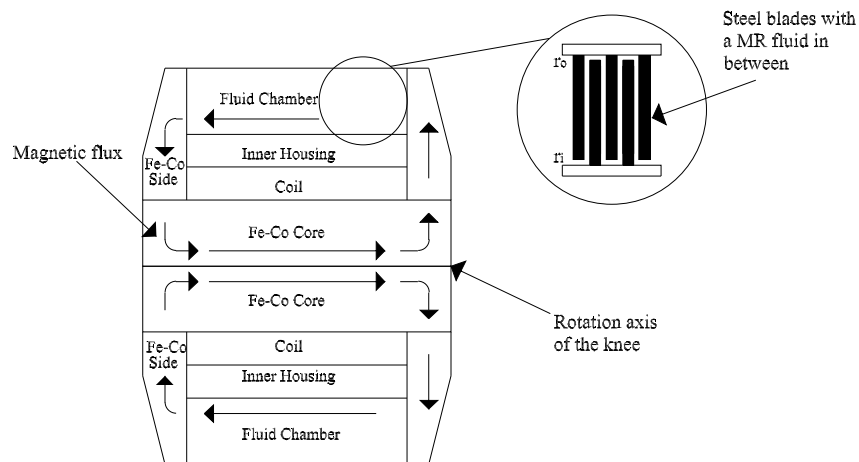 Steel blades with
a MR fluid in
between
rₒ
rᵢ
Fluid Chamber
Magnetic flux
Fe-Co
Side
Inner Housing
Coil
Fe-Co Core
Fe-Co Core
Rotation axis
of the knee
Fe-Co
Side
Coil
Inner Housing
Fluid Chamber